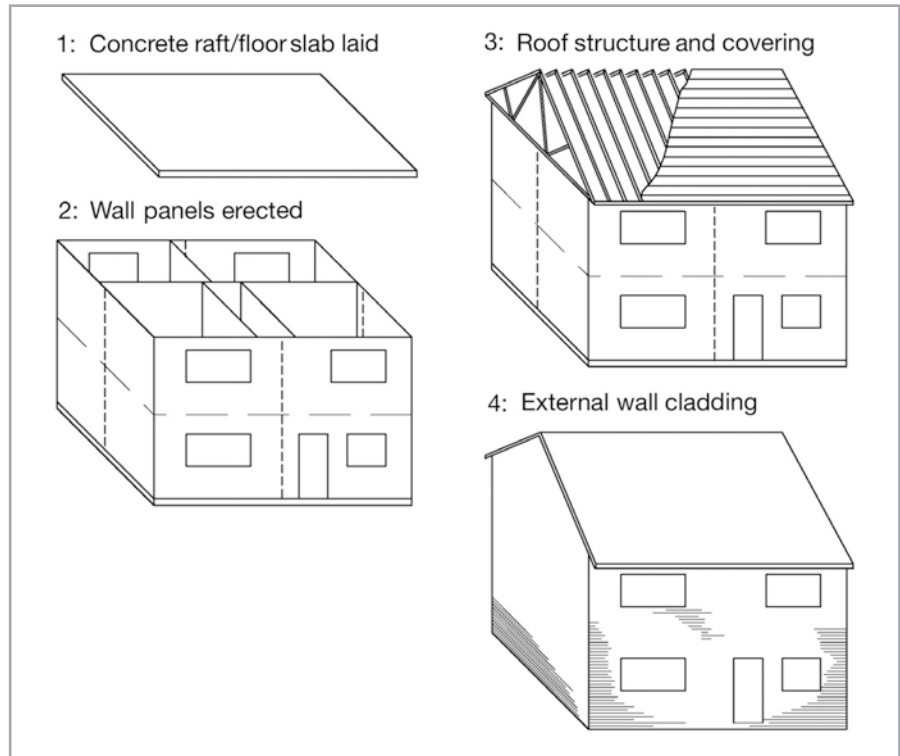 1: Concrete raft/floor slab laid
2: Wall panels erected
3: Roof structure and covering
4: External wall cladding